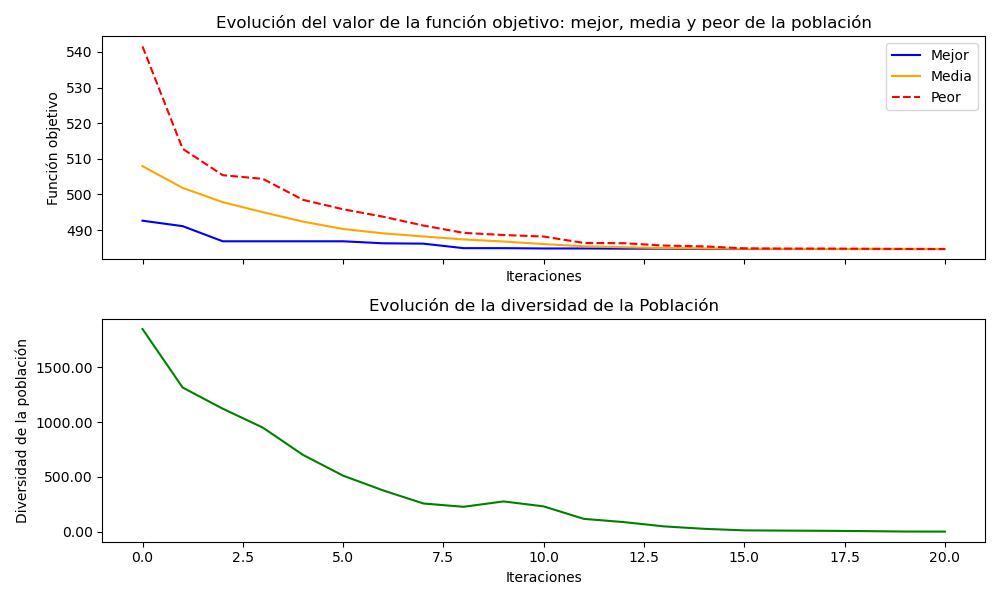 Evolución del valor de la función objetivo: mejor, media y peor de la población
540
530
520
510
500
490
Función objetivo
Mejor
Media
Peor
Iteraciones
Evolución de la diversidad de la Población
1500.00
1000.00
500.00
0.00
Diversidad de la población
0.0 2.5 5.0 7.5 10.0 12.5 15.0 17.5 20.0
Iteraciones